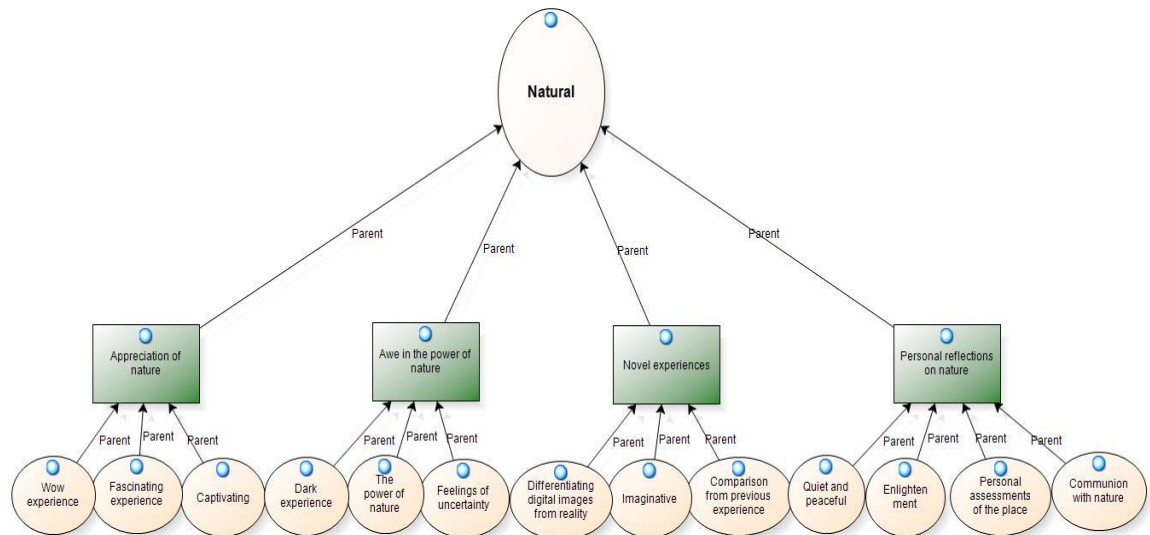 Natural
Parent
Parent
Parent
Parent
Appreciation of
nature
Awe in the power of
nature
Novel experiences
Personal reflections
on nature
Parent
Parent
Parent
Parent
Parent
Parent
Parent
Parent
Parent
Parent
Parent
Parent
Parent
Wow
experience
Fascinating
experience
Captivating
Dark
experience
The
power of
nature
Feelings of
uncertainty
Differentiating
digital images
from reality
Imaginative
Comparison
from previous
experience
Quiet and
peaceful
Enlighten
ment
Personal
assessments
of the place
Communion
with nature